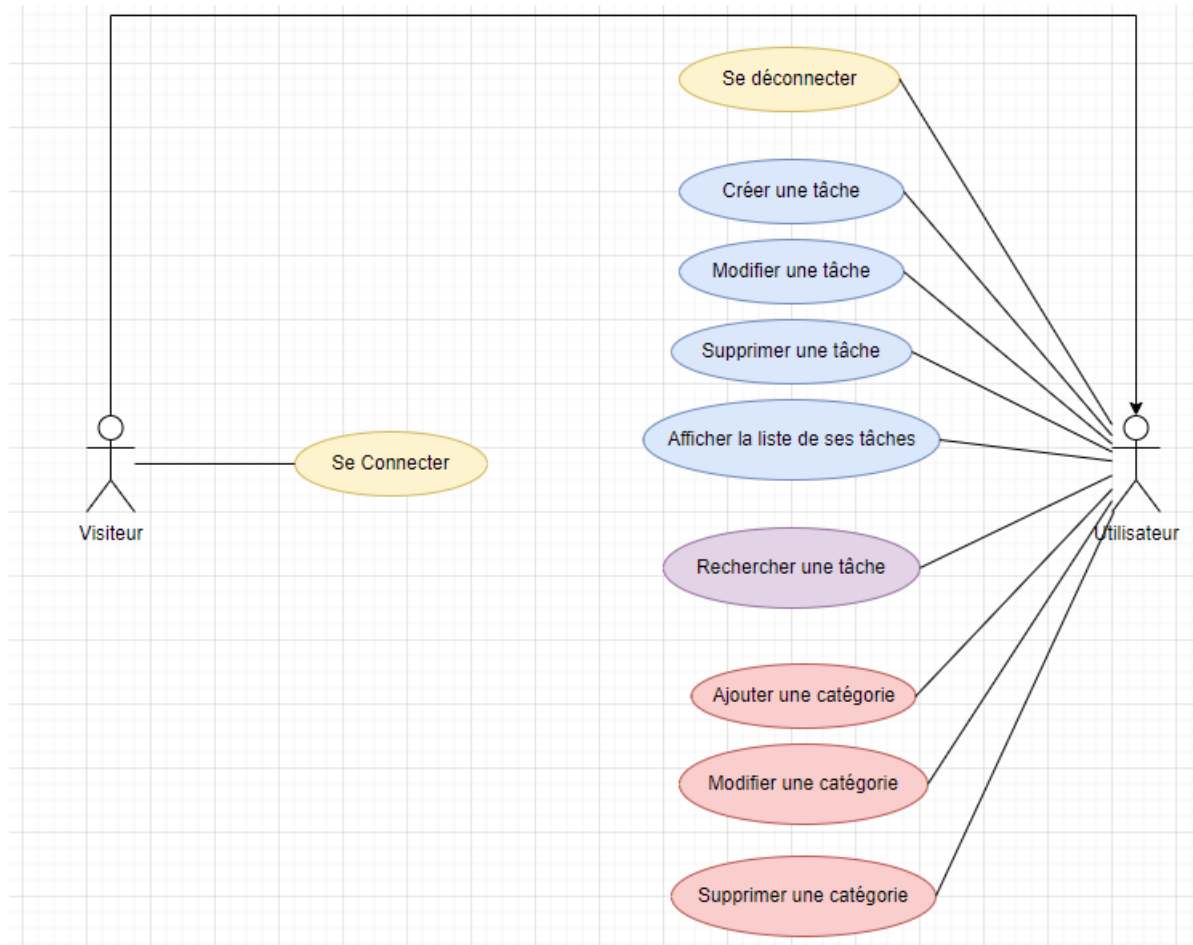 Se déconnecter
Créer une tâche
Modifier une tâche
Supprimer une tâche
Afficher la liste de ses tâches
Se Connecter
Visiteur
Utilisateur
Rechercher une tâche
Ajouter une catégorie
Modifier une catégorie
Supprimer une catégorie